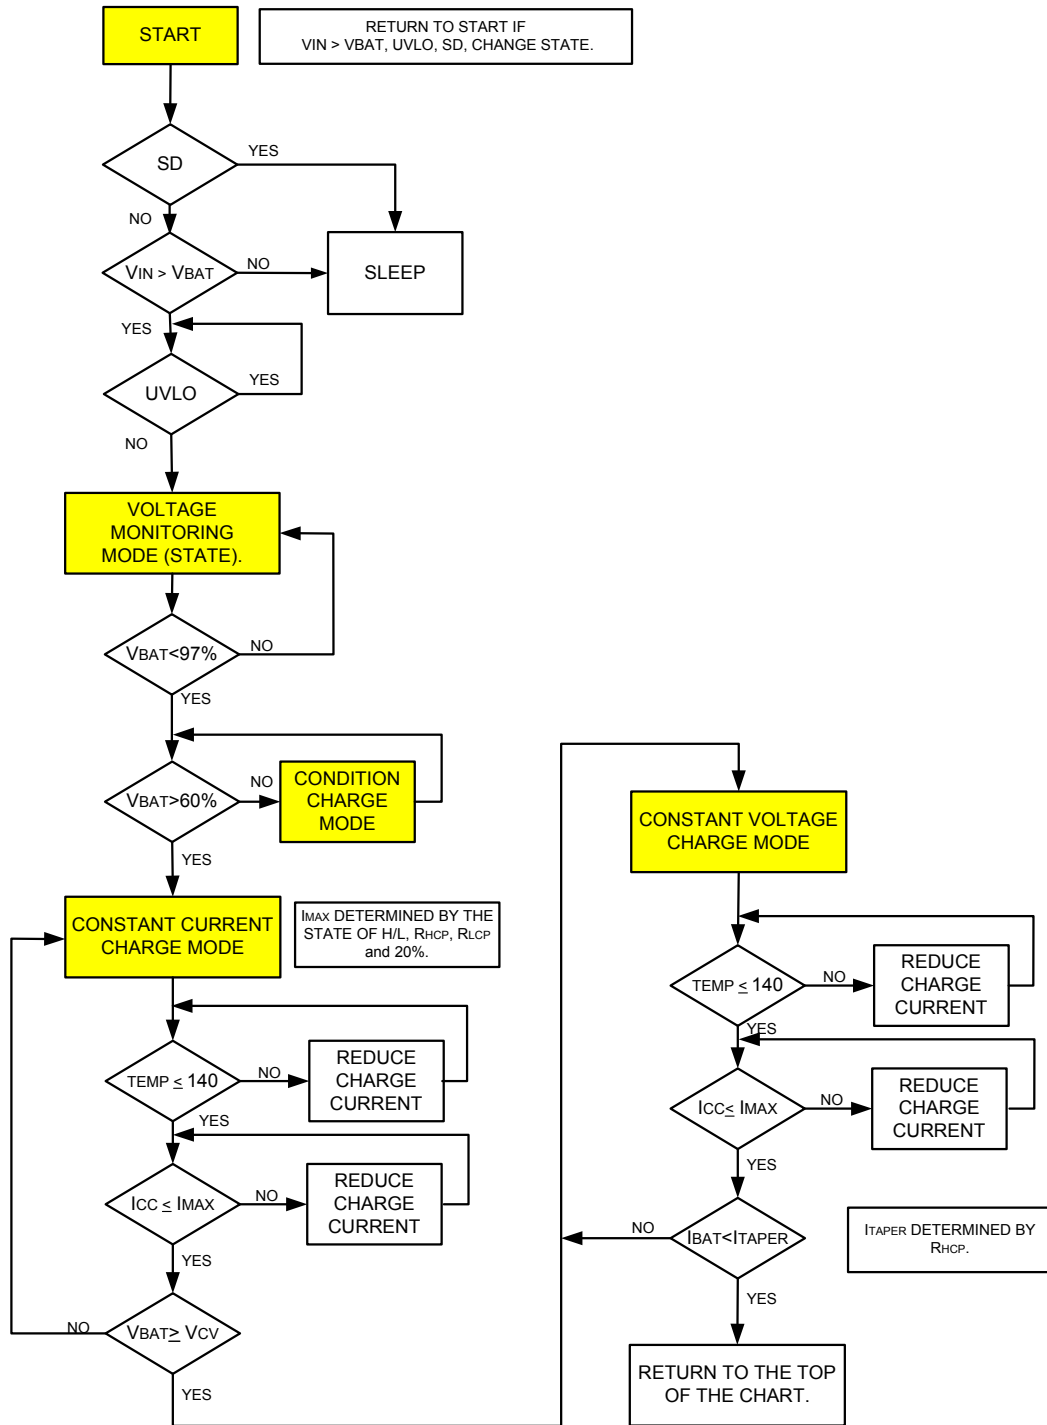 START
RETURN TO START IF
VIN > VBAT, UVLO, SD, CHANGE STATE.
SD
YES
NO
VIN > VBAT
NO
SLEEP
YES
UVLO
YES
NO
VOLTAGE
MONITORING
MODE (STATE).
VBAT<97%
NO
YES
VBAT>60%
NO
CONDITION
CHARGE
MODE
YES
CONSTANT CURRENT
CHARGE MODE
IMAX DETERMINED BY THE
STATE OF H/L, RHCP, RLCP
and 20%.
TEMP ≤ 140
NO
REDUCE
CHARGE
CURRENT
YES
ICC ≤ IMAX
NO
REDUCE
CHARGE
CURRENT
YES
VBAT≥ VCV
NO
YES
CONSTANT VOLTAGE
CHARGE MODE
TEMP ≤ 140
NO
REDUCE
CHARGE
CURRENT
YES
ICC≤ IMAX
NO
REDUCE
CHARGE
CURRENT
YES
IBAT<ITAPER
NO
ITAPER DETERMINED BY
RHCP.
YES
RETURN TO THE TOP
OF THE CHART.